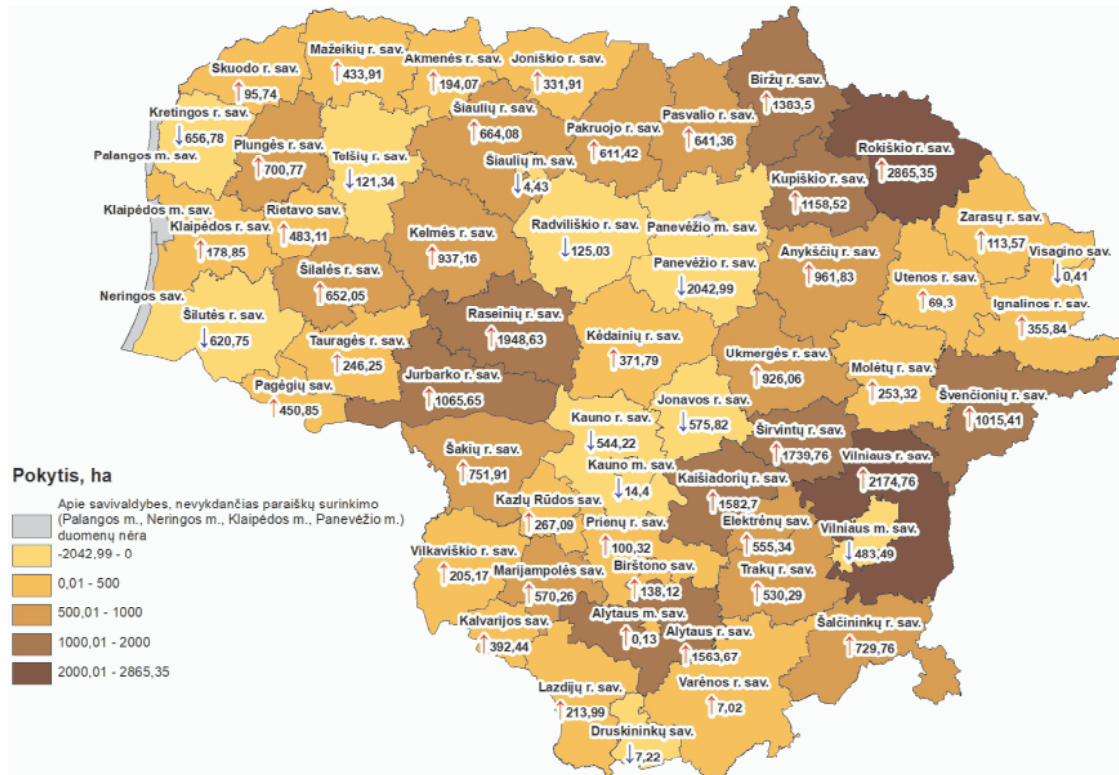 Mažeikių r. sav.
↑433,91
Akmenės r. sav.
↑194,07
Joniškio r. sav.
↑331,91
Skuodo r. sav.
↑95,74
Biržų r. sav.
↑1383,5
Kretingos r. sav.
↓656,78
Šiaulių r. sav.
↑664,08
Pakruojo r. sav.
↑611,42
Pasvalio r. sav.
↑641,36
Palangos m. sav.
Plungės r. sav.
↑700,77
Telšių r. sav.
↓121,34
Šiaulių m. sav.
↓4,43
Rokiškio r. sav.
↑2865,35
Kupiškio r. sav.
↑1158,52
Klaipėdos m. sav.
Klaipėdos r. sav.
↑178,85
Rietavo sav.
↑483,11
Kelmės r. sav.
↑937,16
Radviliškio r. sav.
↓125,03
Panevėžio m. sav.
Panevėžio r. sav.
↓2042,99
Anykščių r. sav.
↑961,83
Zarasų r. sav.
↑113,57
Visagino sav.
↓0,41
Utenos r. sav.
↑69,3
Ignalinos r. sav.
↑355,84
Šilalės r. sav.
↑652,05
Neringos sav.
Šilutės r. sav.
↓620,75
Raseinių r. sav.
↑1948,63
Tauragės r. sav.
↑246,25
Kėdainių r. sav.
↑371,79
Ukmergės r. sav.
↑926,06
Molėtų r. sav.
↑253,32
Pagėgių sav.
↑450,85
Jurbarko r. sav.
↑1065,65
Jonavos r. sav.
↓575,82
Švenčionių r. sav.
↑1015,41
Kauno r. sav.
↓544,22
Širvintų r. sav.
↑1739,76
Šakių r. sav.
↑751,91
Kauno m. sav.
↓14,4
Vilniaus r. sav.
↑2174,76
Kaišiadorių r. sav.
↑1582,7
Kazlų Rūdos sav.
↑267,09
Prienų r. sav.
↑100,32
Elektrėnų sav.
↑555,34
Vilniaus m. sav.
↓483,49
Vilkaviškio r. sav.
↑205,17
Marijampolės sav.
↑570,26
Birštono sav.
↑138,12
Trakų r. sav.
↑530,29
Kalvarijos sav.
↑392,44
Alytaus m. sav.
↑0,13
Alytaus r. sav.
↑1563,67
Šalčininkų r. sav.
↑729,76
Lazdijų r. sav.
↑213,99
Varėnos r. sav.
↑7,02
Druskininkų sav.
↓7,22
Pokytis, ha
Apie savivaldybes, nevykdančias paraiškų surinkimo
(Palangos m., Neringos m., Klaipėdos m., Panevėžio m.)
duomenų nėra
-2042,99 - 0
0,01 - 500
500,01 - 1000
1000,01 - 2000
2000,01 - 2865,35